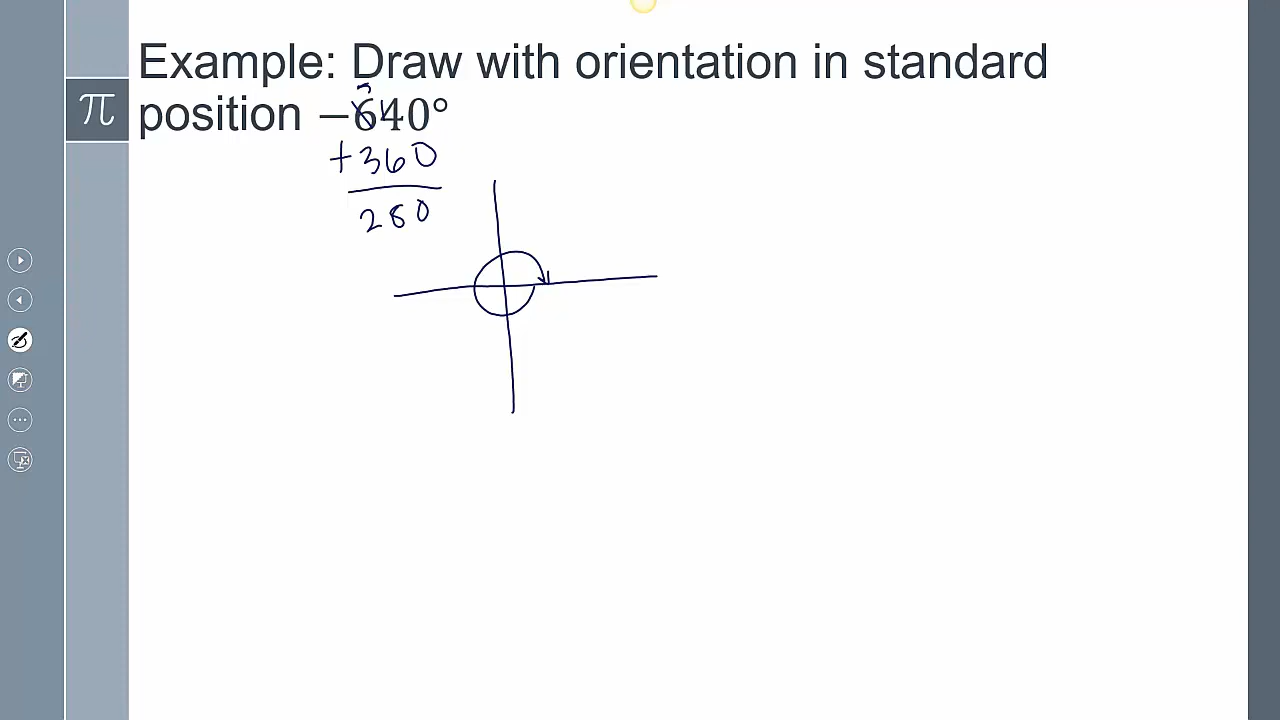 Example: Draw with orientation in standard
π
position −640°
+360
280